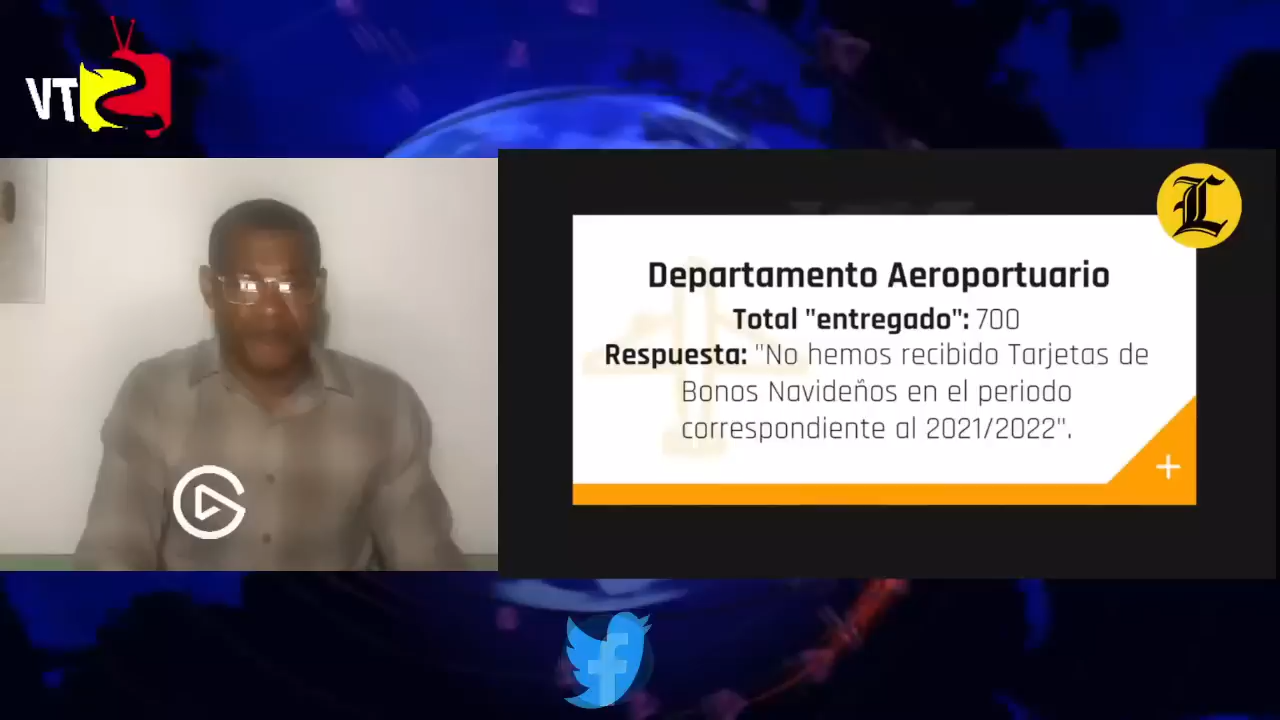 VT
L
Departamento Aeroportuario
Total "entregado": 700
Respuesta: "No hemos recibido Tarjetas de
Bonos Navideños en el periodo
correspondiente al 2021/2022".